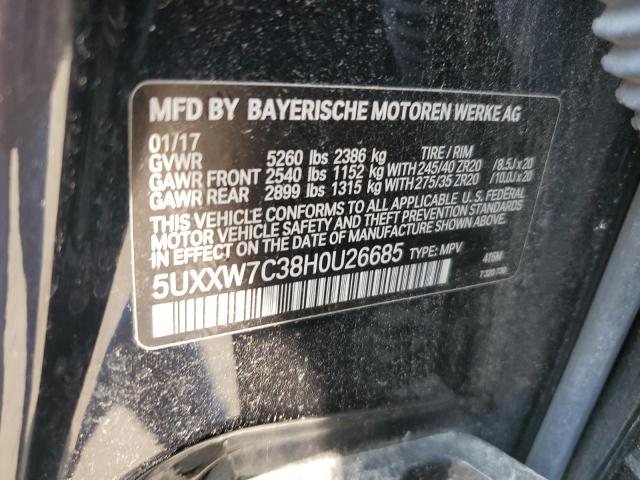 MFD BY BAYERISCHE MOTOREN WERKE AG
01/17 TIRE / RIM
GVWR 5260 lbs 2386 kg
GAWR FRONT 2540 lbs 1152 kg WITH 245/40 ZR20 /8.5J x 20
GAWR REAR 2899 lbs 1315 kg WITH 275/35 ZR20 /10.0J x 20
THIS VEHICLE CONFORMS TO ALL APPLICABLE U.S. FEDERAL
MOTOR VEHICLE SAFETY AND THEFT PREVENTION STANDARDS
IN EFFECT ON THE DATE OF MANUFACTURE SHOWN ABOVE.
5UXXW7C38H0U26685 TYPE: MPV 4T6M